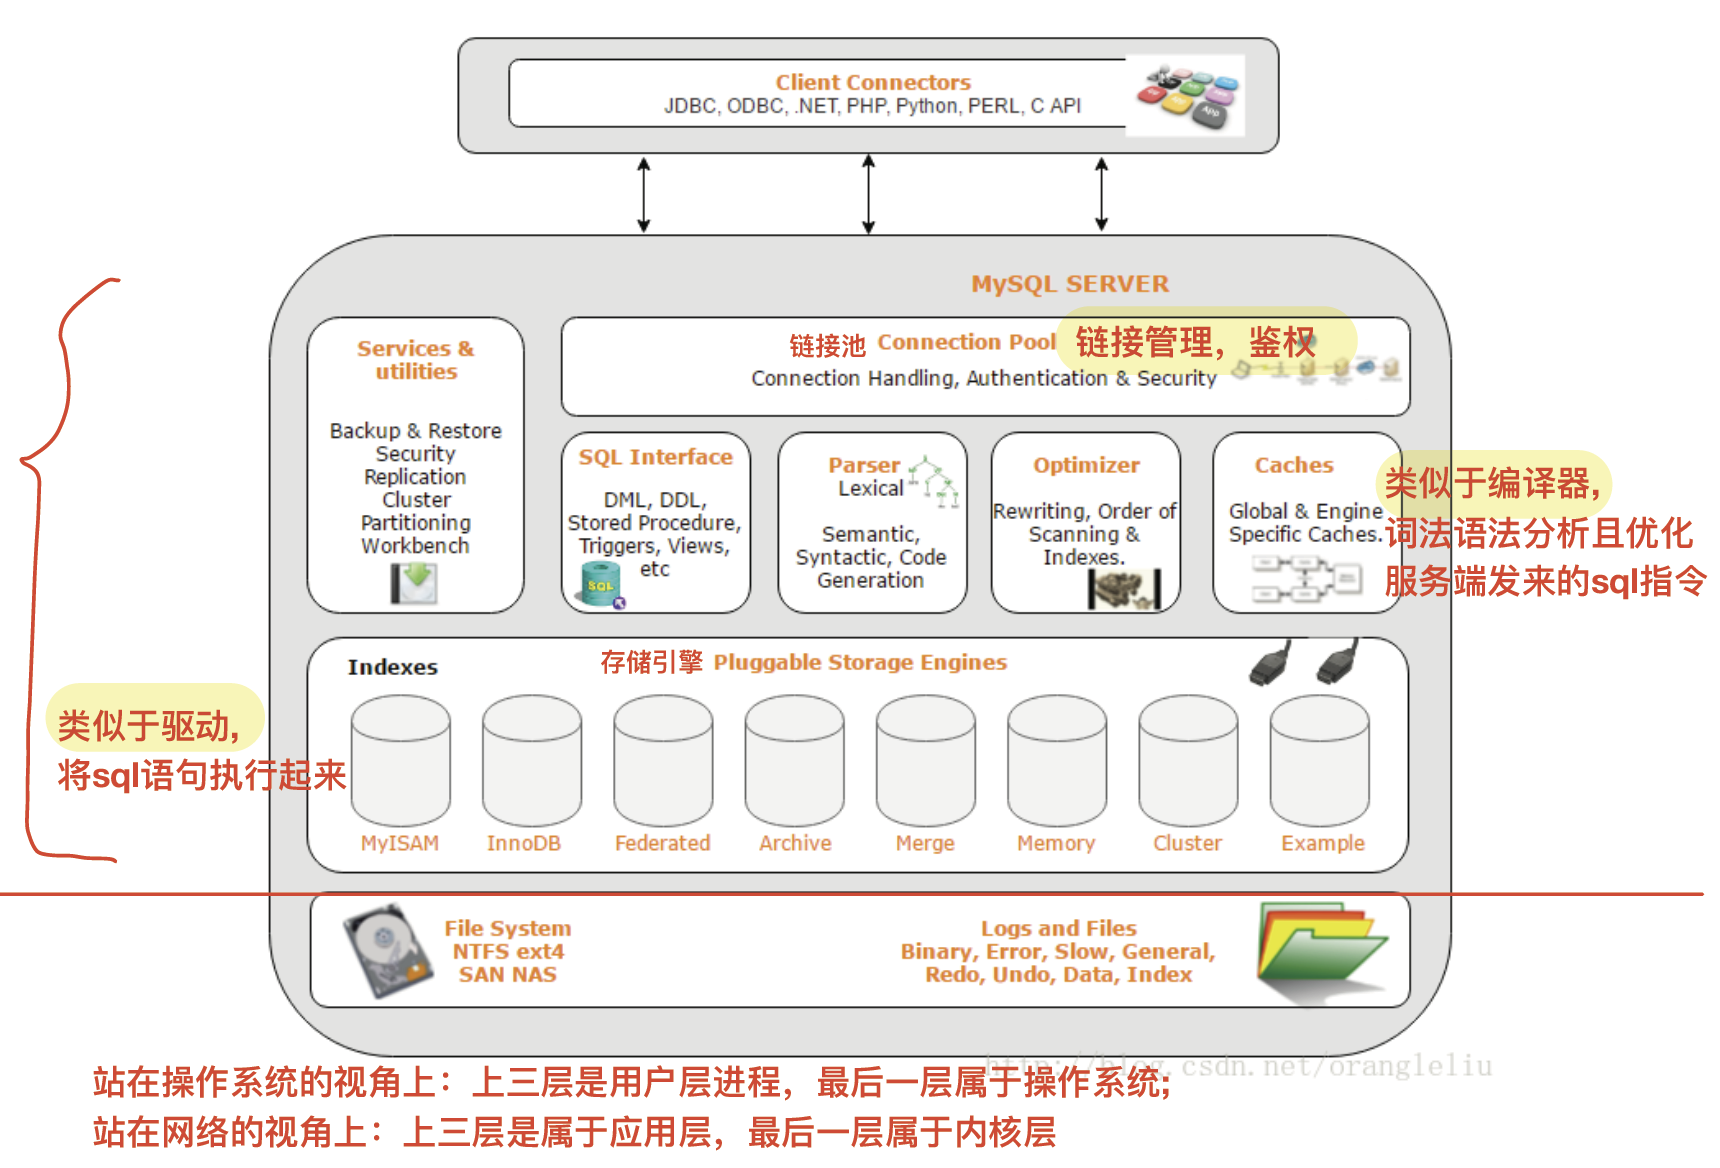 Client Connectors
JDBC, ODBC, .NET, PHP, Python, PERL, C API
App
MySQL SERVER
Services &
utilities
Backup & Restore
Security
Replication
Cluster
Partitioning
Workbench
链接池 Connection Pool 链接管理，鉴权
Connection Handling, Authentication & Security
SQL Interface
DML, DDL,
Stored Procedure,
Triggers, Views,
etc
SQL
Parser
Lexical
Semantic,
Syntactic, Code
Generation
Optimizer
Rewriting, Order of
Scanning &
Indexes.
Caches
Global & Engine
Specific Caches.
类似于编译器,
词法语法分析且优化
服务端发来的sql指令
Indexes
存储引擎 Pluggable Storage Engines
类似于驱动,
将sql语句执行起来
MyISAM
InnoDB
Federated
Archive
Merge
Memory
Cluster
Example
File System
NTFS ext4
SAN NAS
Logs and Files
Binary, Error, Slow, General,
Redo, Undo, Data, Index
http://blog.csdn.net/orangleliu
站在操作系统的视角上：上三层是用户层进程，最后一层属于操作系统;
站在网络的视角上：上三层是属于应用层，最后一层属于内核层